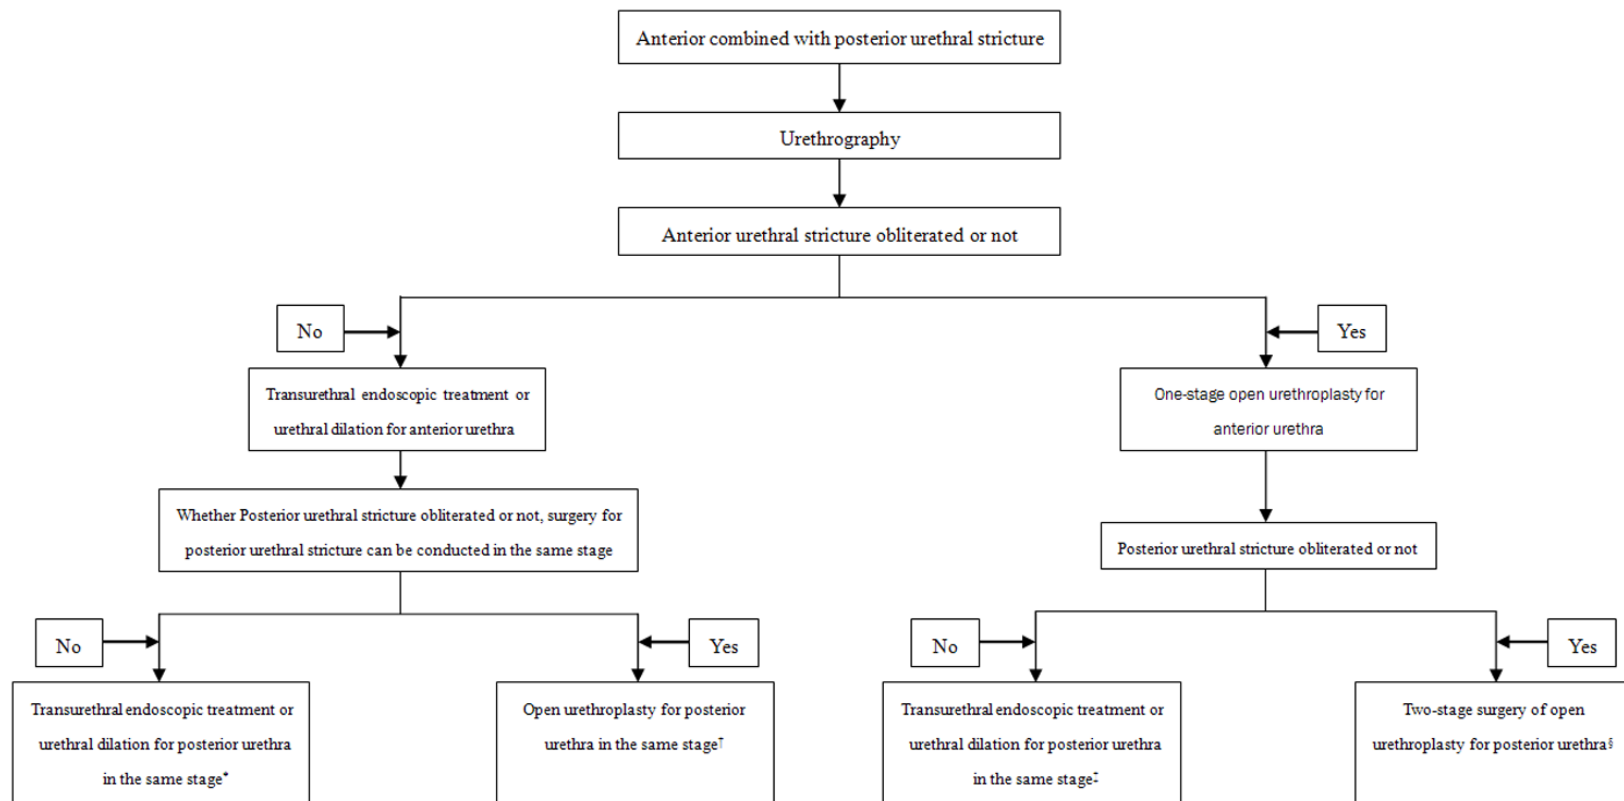 Anterior combined with posterior urethral stricture
Urethrography
Anterior urethral stricture obliterated or not
No
Yes
Transurethral endoscopic treatment or
urethral dilation for anterior urethra
One-stage open urethroplasty for
anterior urethra
Whether Posterior urethral stricture obliterated or not, surgery for
posterior urethral stricture can be conducted in the same stage
Posterior urethral stricture obliterated or not
No
Yes
No
Yes
Transurethral endoscopic treatment or
urethral dilation for posterior urethra
in the same stage*
Open urethroplasty for posterior
urethra in the same stage†
Transurethral endoscopic treatment or
urethral dilation for posterior urethra
in the same stage‡
Two-stage surgery of open
urethroplasty for posterior urethra§